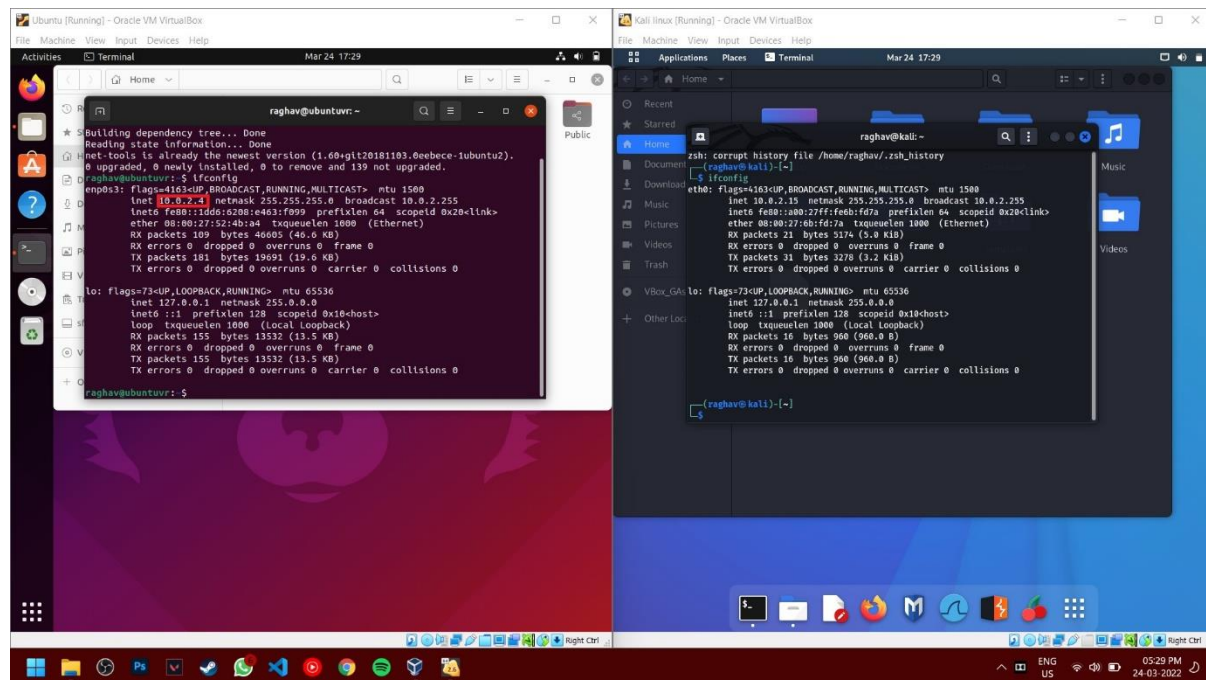 Ubuntu [Running] - Oracle VM VirtualBox
File Machine View Input Devices Help
Activities Terminal Mar 24 17:29
Home
Public
raghav@ubuntuvr: ~
Building dependency tree... Done
Reading state information... Done
net-tools is already the newest version (1.60+git20181103.0eebece-1ubuntu2).
0 upgraded, 0 newly installed, 0 to remove and 139 not upgraded.
raghav@ubuntuvr:~$ ifconfig
enp0s3: flags=4163<UP,BROADCAST,RUNNING,MULTICAST> mtu 1500
inet 10.0.2.4 netmask 255.255.255.0 broadcast 10.0.2.255
inet6 fe80::1dd6:6208:e463:f099 prefixlen 64 scopeid 0x20<link>
ether 08:00:27:52:4b:a4 txqueuelen 1000 (Ethernet)
RX packets 109 bytes 46605 (46.6 KB)
RX errors 0 dropped 0 overruns 0 frame 0
TX packets 181 bytes 19691 (19.6 KB)
TX errors 0 dropped 0 overruns 0 carrier 0 collisions 0
lo: flags=73<UP,LOOPBACK,RUNNING> mtu 65536
inet 127.0.0.1 netmask 255.0.0.0
inet6 ::1 prefixlen 128 scopeid 0x10<host>
loop txqueuelen 1000 (Local Loopback)
RX packets 155 bytes 13532 (13.5 KB)
RX errors 0 dropped 0 overruns 0 frame 0
TX packets 155 bytes 13532 (13.5 KB)
TX errors 0 dropped 0 overruns 0 carrier 0 collisions 0
raghav@ubuntuvr:~$
Right Ctrl
Kali linux [Running] - Oracle VM VirtualBox
File Machine View Input Devices Help
Applications Places Terminal Mar 24 17:29
Home
Recent
Starred
Home
Document
Download
Music
Pictures
Videos
Trash
VBox_GAs
Other Loca
Music
Videos
raghav@kali: ~
zsh: corrupt history file /home/raghav/.zsh_history
(raghav㉿kali)-[~]
$ ifconfig
eth0: flags=4163<UP,BROADCAST,RUNNING,MULTICAST> mtu 1500
inet 10.0.2.15 netmask 255.255.255.0 broadcast 10.0.2.255
inet6 fe80::a00:27ff:fe6b:fd7a prefixlen 64 scopeid 0x20<link>
ether 08:00:27:6b:fd:7a txqueuelen 1000 (Ethernet)
RX packets 21 bytes 5174 (5.0 KiB)
RX errors 0 dropped 0 overruns 0 frame 0
TX packets 31 bytes 3278 (3.2 KiB)
TX errors 0 dropped 0 overruns 0 carrier 0 collisions 0
lo: flags=73<UP,LOOPBACK,RUNNING> mtu 65536
inet 127.0.0.1 netmask 255.0.0.0
inet6 ::1 prefixlen 128 scopeid 0x10<host>
loop txqueuelen 1000 (Local Loopback)
RX packets 16 bytes 960 (960.0 B)
RX errors 0 dropped 0 overruns 0 frame 0
TX packets 16 bytes 960 (960.0 B)
TX errors 0 dropped 0 overruns 0 carrier 0 collisions 0
(raghav㉿kali)-[~]
$
Right Ctrl
Ps
ENG
US
05:29 PM
24-03-2022